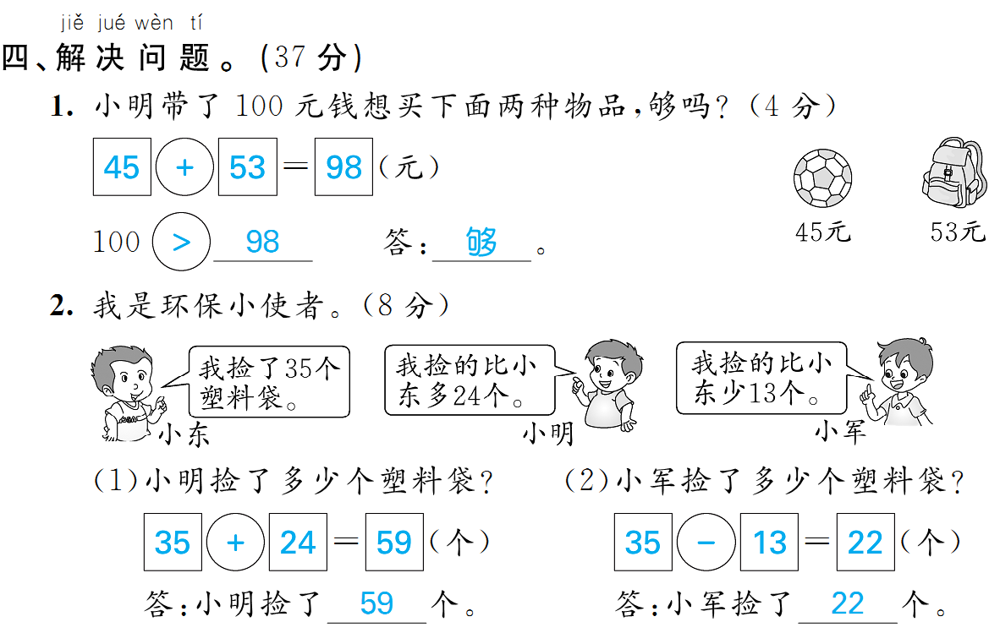 jiě jué wèn tí
四、解决问题。(37分)
1. 小明带了100元钱想买下面两种物品,够吗?(4分)
45 + 53 = 98 (元)
100 > 98 答:够。
45元 53元
2. 我是环保小使者。(8分)
我捡了35个
塑料袋。
小东
我捡的比小
东多24个。
小明
我捡的比小
东少13个。
小军
(1)小明捡了多少个塑料袋?
35 + 24 = 59 (个)
答:小明捡了 59 个。
(2)小军捡了多少个塑料袋?
35 - 13 = 22 (个)
答:小军捡了 22 个。